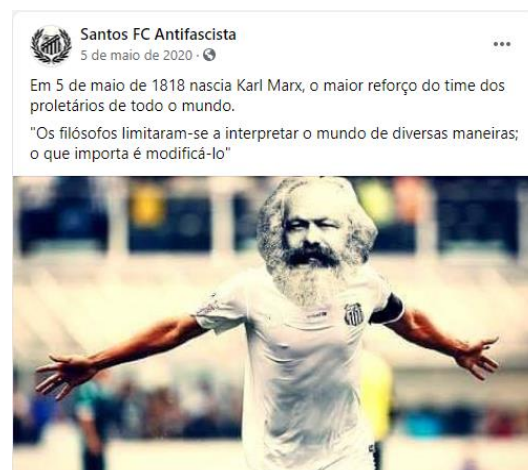 Santos FC Antifascista
5 de maio de 2020 ·
Em 5 de maio de 1818 nascia Karl Marx, o maior reforço do time dos
proletários de todo o mundo.
"Os filósofos limitaram-se a interpretar o mundo de diversas maneiras;
o que importa é modificá-lo"